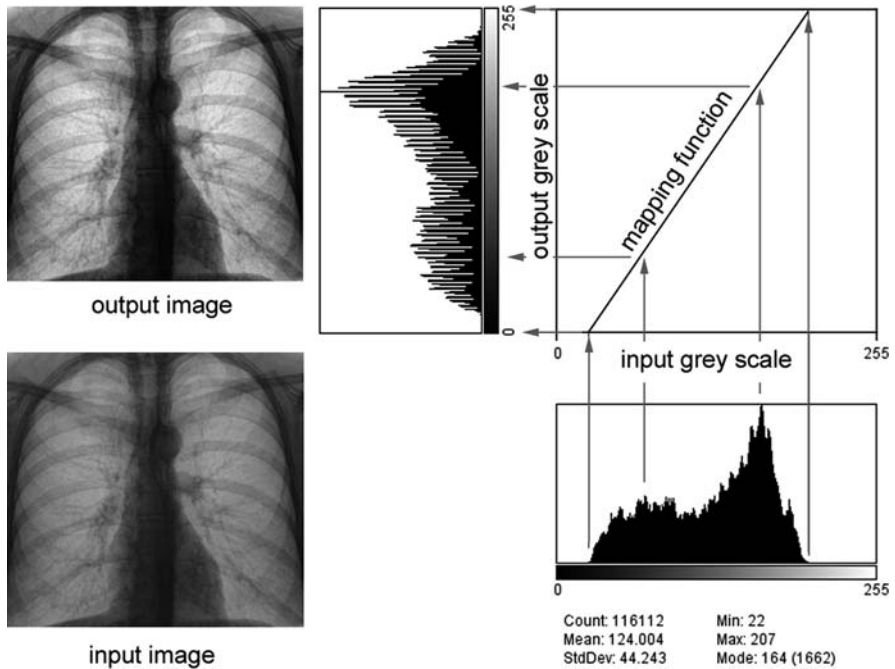 output image
255
output grey scale
0
mapping function
0
input grey scale
255
input image
0
255
Count: 116112
Min: 22
Mean: 124.004
Max: 207
StdDev: 44.243
Mode: 164 (1662)